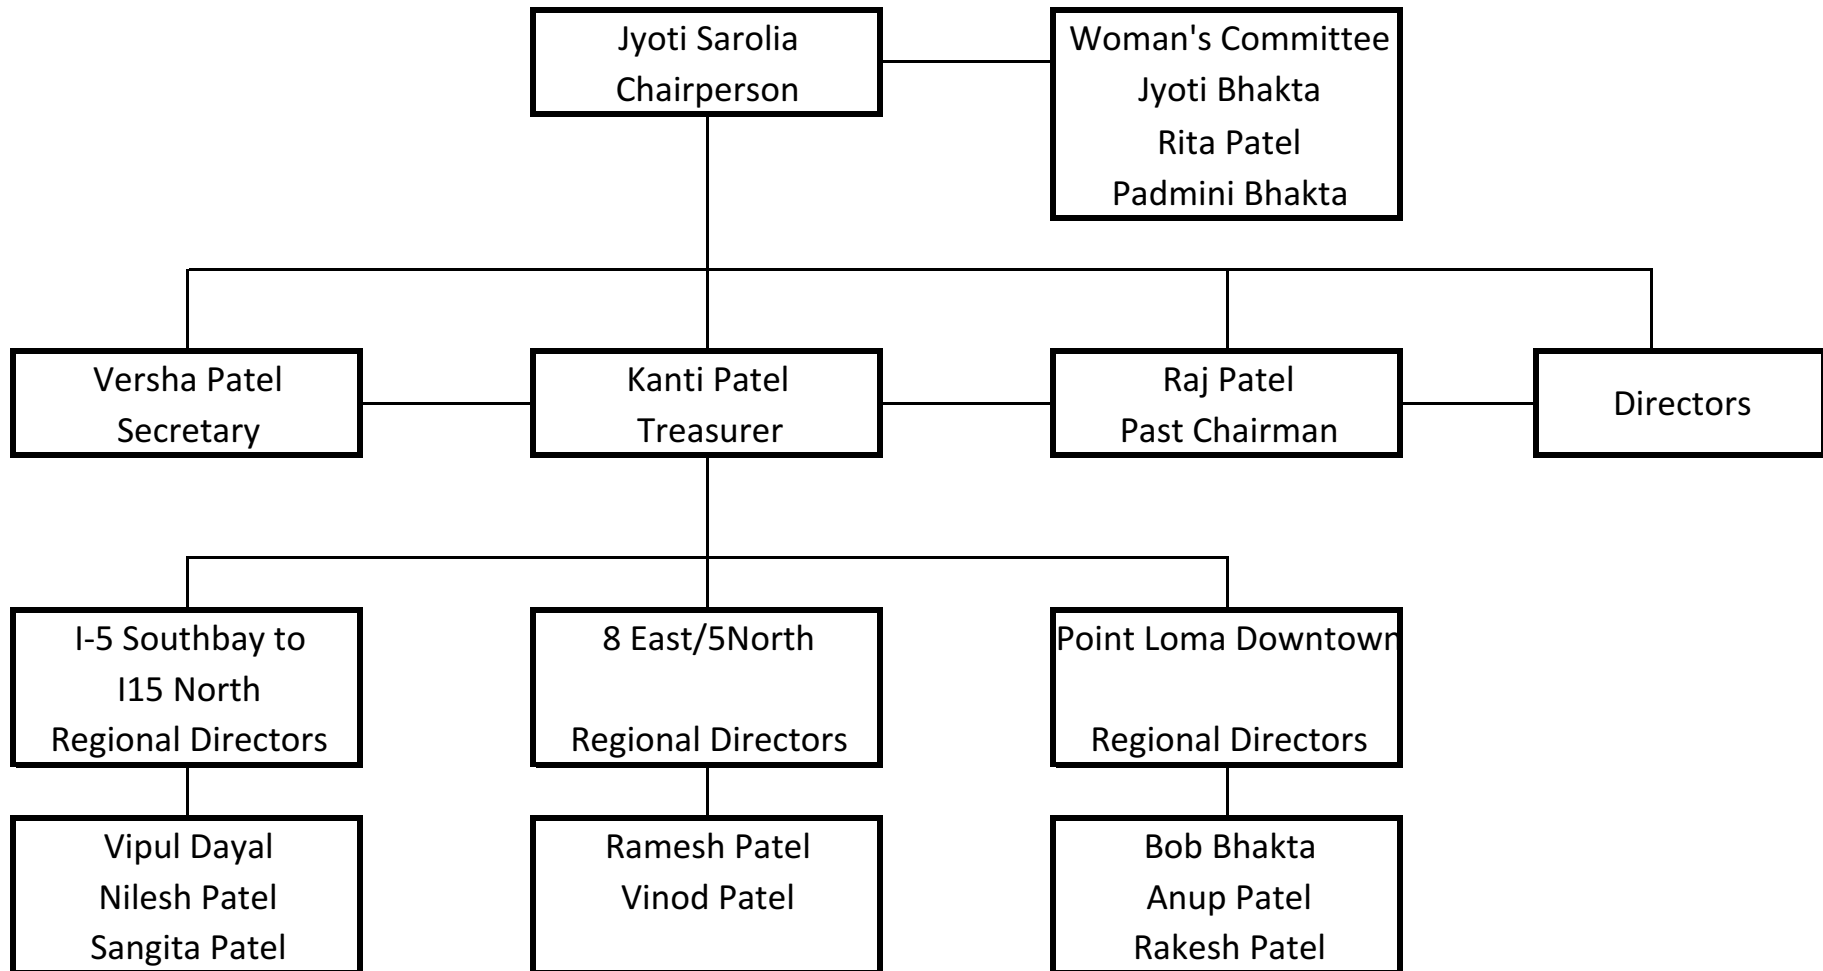 Jyoti Sarolia
Chairperson
Woman's Committee
Jyoti Bhakta
Rita Patel
Padmini Bhakta
Versha Patel
Secretary
Kanti Patel
Treasurer
Raj Patel
Past Chairman
Directors
I-5 Southbay to
I15 North
Regional Directors
8 East/5North
Regional Directors
Point Loma Downtown
Regional Directors
Vipul Dayal
Nilesh Patel
Sangita Patel
Ramesh Patel
Vinod Patel
Bob Bhakta
Anup Patel
Rakesh Patel